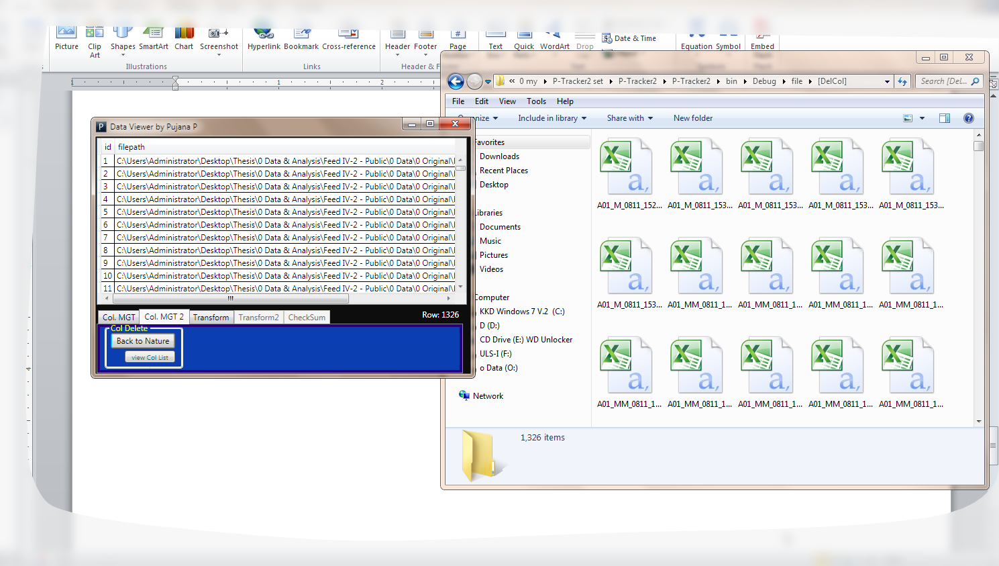 Picture
Clip Art
Shapes
SmartArt
Chart
Screenshot
Hyperlink
Bookmark
Cross-reference
Header
Footer
Page
Text
Quick
WordArt
Drop
Date & Time
Equation
Symbol
Embed
Illustrations
Links
Header & F
1
1
2
4
« 0 my P-Tracker2 set P-Tracker2 P-Tracker2 bin Debug file [DelCol]
Search [Del...
File Edit View Tools Help
nize Include in library Share with New folder
Favorites
Downloads
Recent Places
Desktop
ibraries
Documents
Music
Pictures
Videos
Computer
KKD Windows 7 V.2 (C:)
D (D:)
CD Drive (E:) WD Unlocker
ULS-I (F:)
o Data (O:)
Network
A01_M_0811_152... A01_M_0811_153... A01_M_0811_153... A01_M_0811_153... A01_M_0811_153...
A01_M_0811_153... A01_MM_0811_1... A01_MM_0811_1... A01_MM_0811_1... A01_MM_0811_1...
A01_MM_0811_1... A01_MM_0811_1... A01_MM_0811_1... A01_MM_0811_1... A01_MM_0811_1...
1,326 items
P Data Viewer by Pujana P
id filepath
1 C:\Users\Administrator\Desktop\Thesis\0 Data & Analysis\Feed IV-2 - Public\0 Data\0 Original\
2 C:\Users\Administrator\Desktop\Thesis\0 Data & Analysis\Feed IV-2 - Public\0 Data\0 Original\
3 C:\Users\Administrator\Desktop\Thesis\0 Data & Analysis\Feed IV-2 - Public\0 Data\0 Original\
4 C:\Users\Administrator\Desktop\Thesis\0 Data & Analysis\Feed IV-2 - Public\0 Data\0 Original\
5 C:\Users\Administrator\Desktop\Thesis\0 Data & Analysis\Feed IV-2 - Public\0 Data\0 Original\
6 C:\Users\Administrator\Desktop\Thesis\0 Data & Analysis\Feed IV-2 - Public\0 Data\0 Original\
7 C:\Users\Administrator\Desktop\Thesis\0 Data & Analysis\Feed IV-2 - Public\0 Data\0 Original\
8 C:\Users\Administrator\Desktop\Thesis\0 Data & Analysis\Feed IV-2 - Public\0 Data\0 Original\
9 C:\Users\Administrator\Desktop\Thesis\0 Data & Analysis\Feed IV-2 - Public\0 Data\0 Original\
10 C:\Users\Administrator\Desktop\Thesis\0 Data & Analysis\Feed IV-2 - Public\0 Data\0 Original\
11 C:\Users\Administrator\Desktop\Thesis\0 Data & Analysis\Feed IV-2 - Public\0 Data\0 Original\
Col. MGT Col. MGT 2 Transform Transform2 CheckSum Row: 1326
Col Delete
Back to Nature
view Col List